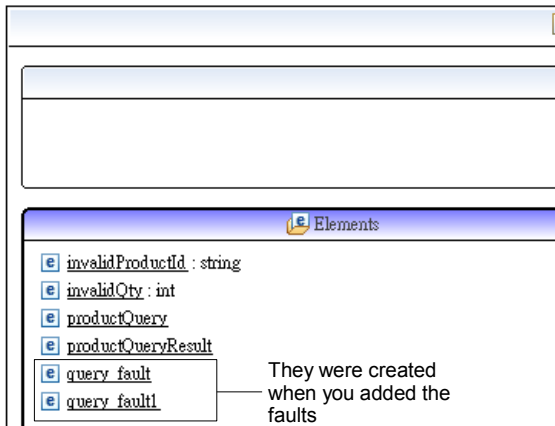 Elements
invalidProductId : string
invalidQty : int
productQuery
productQueryResult
query_fault
query_fault1
They were created
when you added the
faults